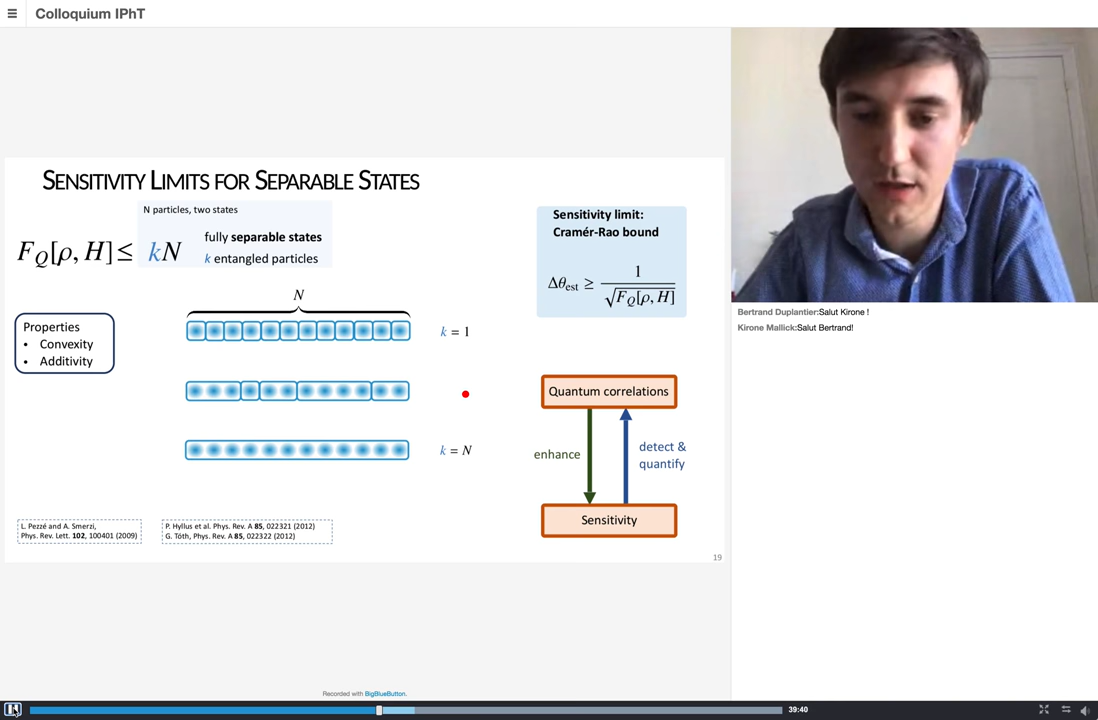 Colloquium IPhT
SENSITIVITY LIMITS FOR SEPARABLE STATES
N particles, two states
F_Q[ρ, H] ≤ kN
fully separable states
k entangled particles
Sensitivity limit:
Cramér-Rao bound
Δθ_est ≥ 1 / √F_Q[ρ, H]
Properties
• Convexity
• Additivity
N
k = 1
k = N
Quantum correlations
enhance
detect &
quantify
Sensitivity
L. Pezzé and A. Smerzi,
Phys. Rev. Lett. 102, 100401 (2009)
P. Hyllus et al. Phys. Rev. A 85, 022321 (2012)
G. Tóth, Phys. Rev. A 85, 022322 (2012)
19
Bertrand Duplantier:Salut Kirone !
Kirone Mallick:Salut Bertrand!
Recorded with BigBlueButton.
39:40